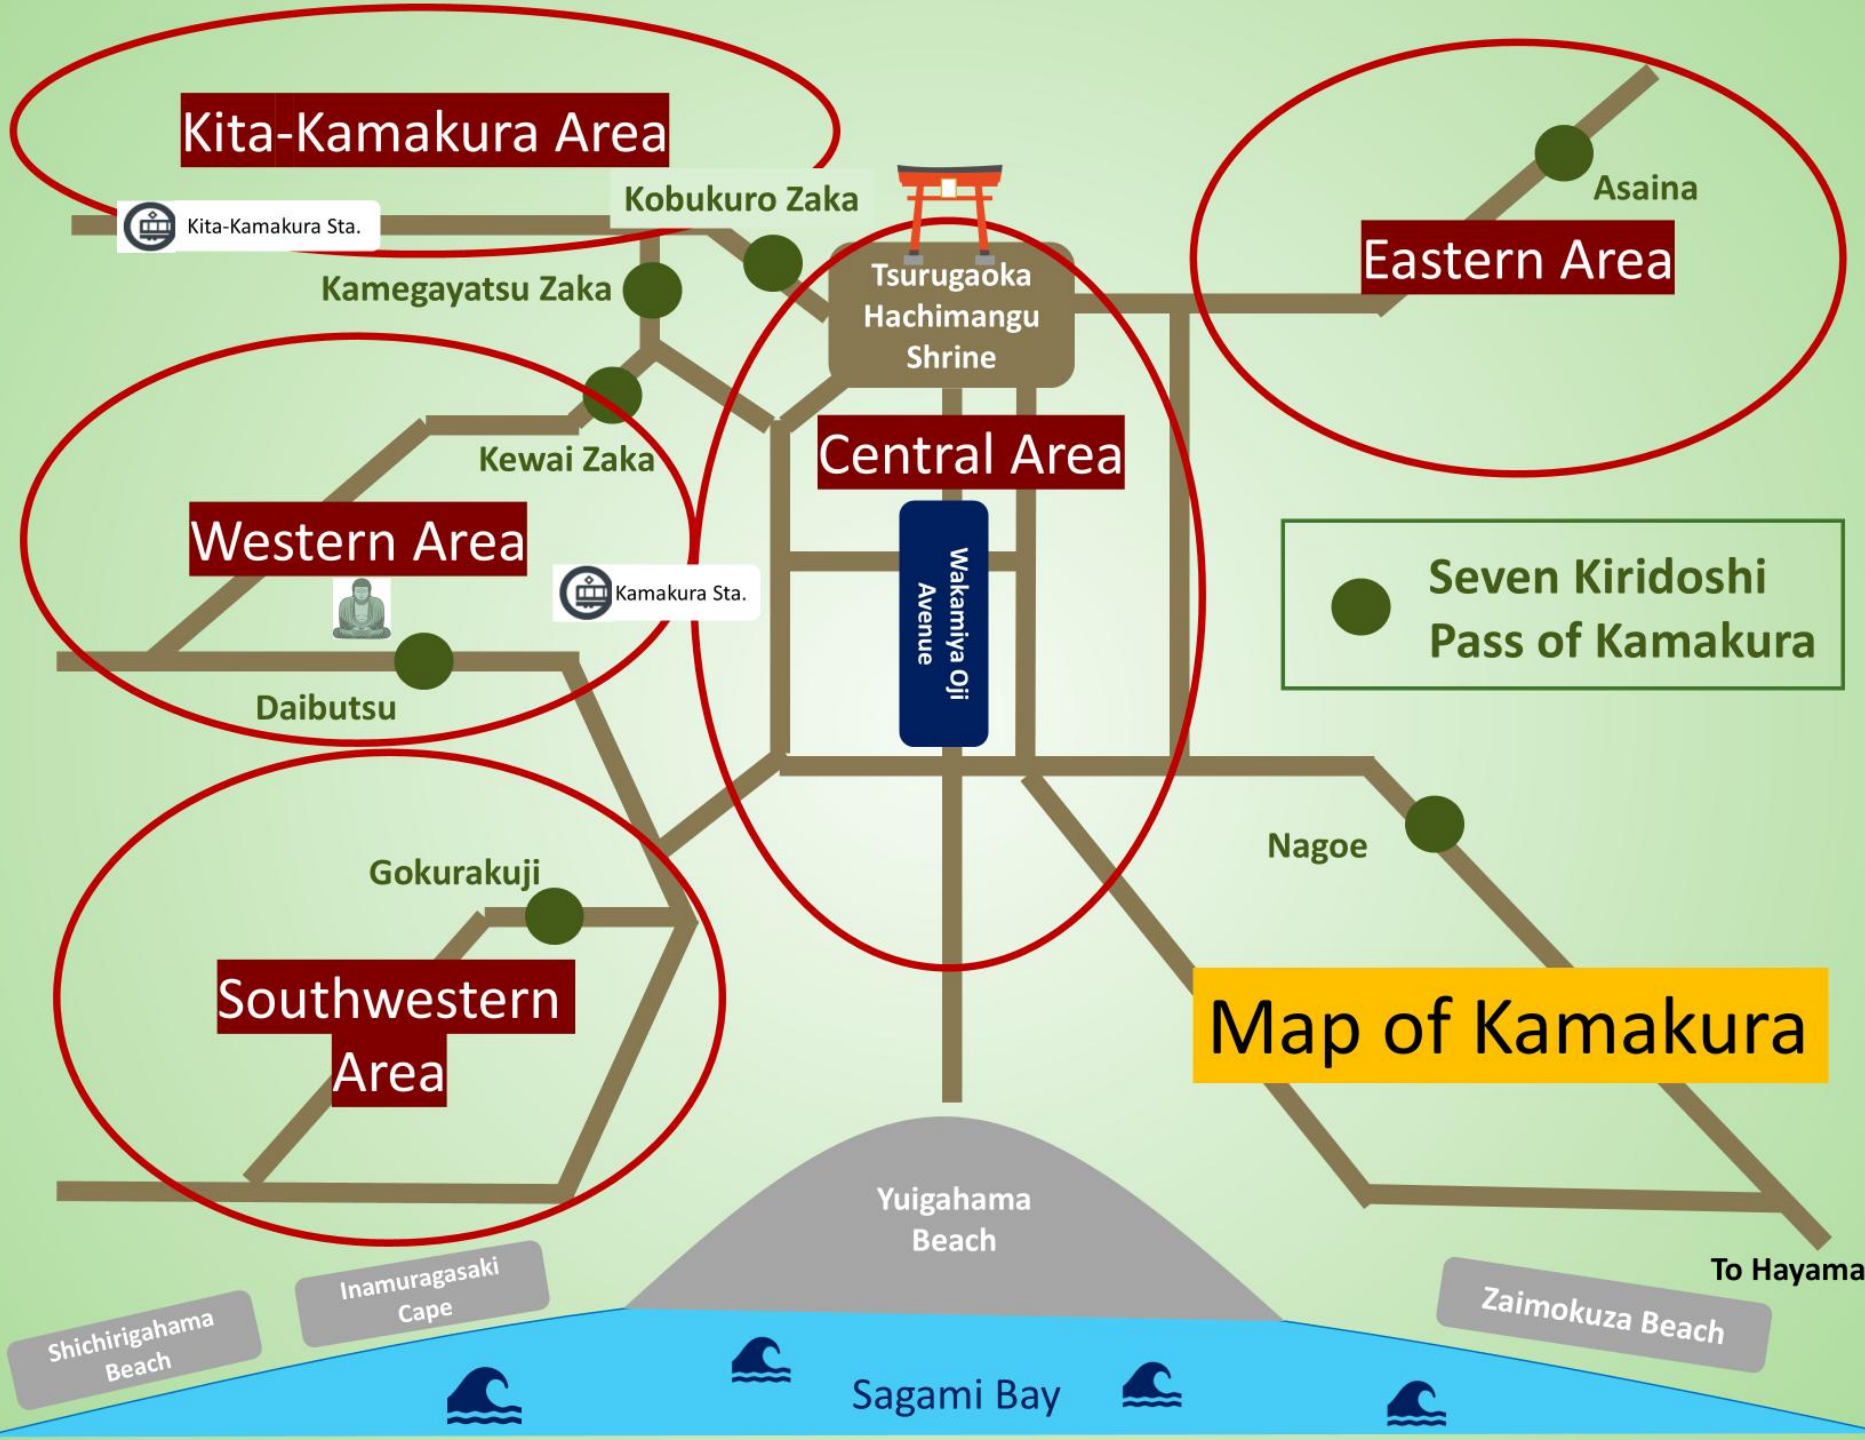 Kita-Kamakura Area
Kobukuro Zaka
Kita-Kamakura Sta.
Asaina
Eastern Area
Kamegayatsu Zaka
Tsurugaoka
Hachimangu
Shrine
Central Area
Kewai Zaka
Western Area
Kamakura Sta.
Wakamiya Oji
Avenue
Seven Kiridoshi
Pass of Kamakura
Daibutsu
Nagoe
Gokurakuji
Southwestern
Area
Map of Kamakura
Yuigahama
Beach
To Hayama
Inamuragasaki
Cape
Zaimokuza Beach
Shichirigahama
Beach
Sagami Bay